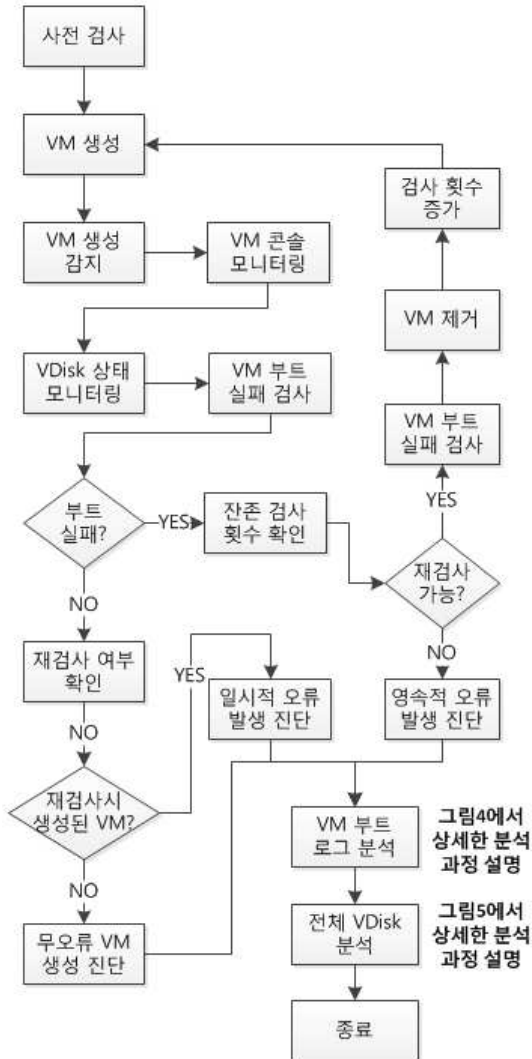 사전 검사
VM 생성
검사 횟수
증가
VM 생성
감지
VM 콘솔
모니터링
VM 제거
VDisk 상태
모니터링
VM 부트
실패 검사
VM 부트
실패 검사
YES
부트
실패?
YES
잔존 검사
횟수 확인
재검사
가능?
NO
NO
재검사 여부
확인
YES
일시적 오류
발생 진단
영속적 오류
발생 진단
NO
재검사시
생성된 VM?
VM 부트
로그 분석
그림4에서
상세한 분석
과정 설명
NO
무오류 VM
생성 진단
전체 VDisk
분석
그림5에서
상세한 분석
과정 설명
종료